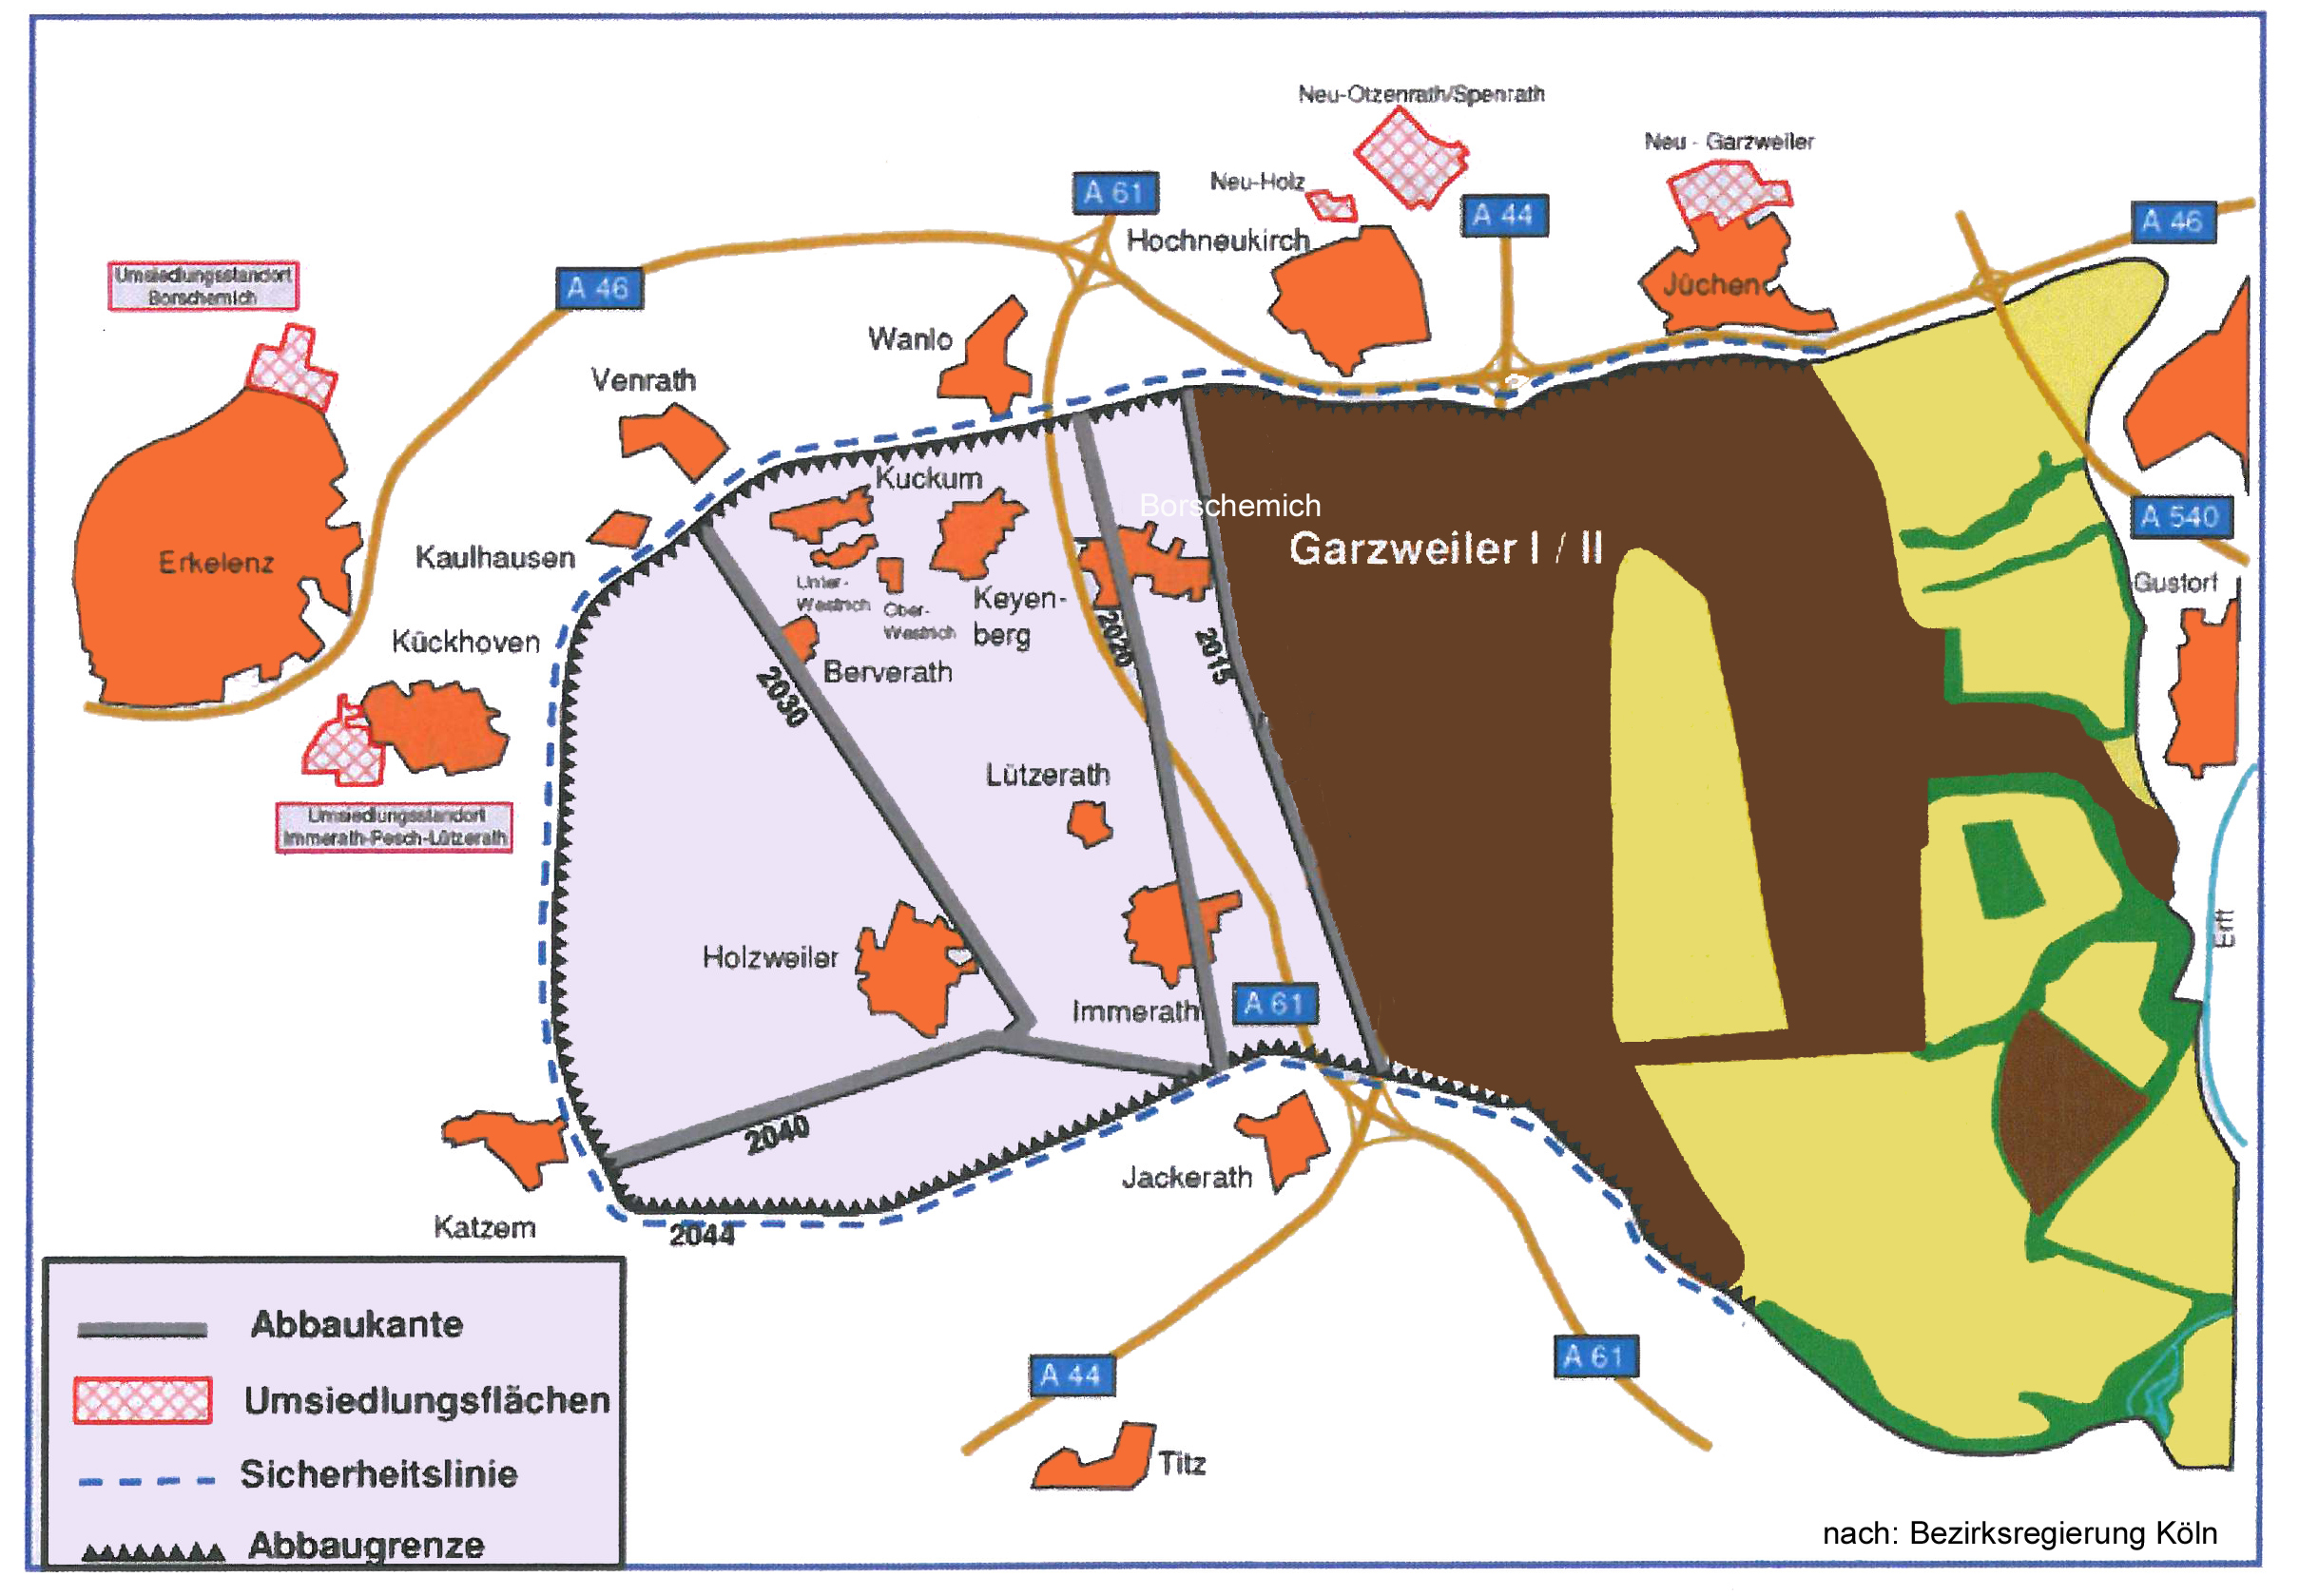 Neu-Otzenrath/Spenrath
Neu - Garzweiler
Neu-Holz
A 61
A 44
A 46
Hochneukirch
Umsiedlungsstandort
Borschemich
A 46
Jüchen
Wanlo
Venrath
Kuckum
Borschemich
A 540
Garzweiler I / II
Erkelenz
Kaulhausen
Unter-
Westrich
Ober-
Westrich
Keyen-
berg
Gustorf
Kückhoven
2020
2015
Berverath
2030
Lützerath
Umsiedlungsstandort
Immerath-Pesch-Lützerath
Erft
Holzweiler
Immerath
A 61
2040
Jackerath
Katzem
2044
Abbaukante
A 44
A 61
Umsiedlungsflächen
Titz
Sicherheitslinie
Abbaugrenze
nach: Bezirksregierung Köln